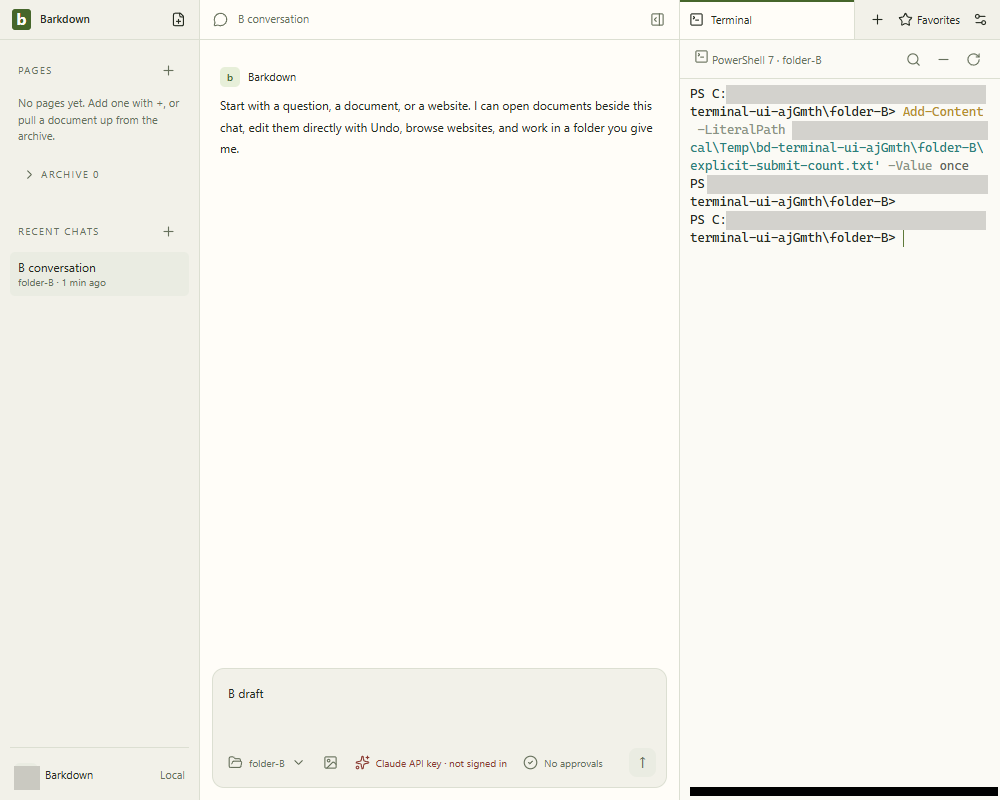 b Barkdown
PAGES
No pages yet. Add one with +, or
pull a document up from the
archive.
ARCHIVE 0
RECENT CHATS
B conversation
folder-B · 1 min ago
Barkdown Local
B conversation
b Barkdown
Start with a question, a document, or a website. I can open documents beside this
chat, edit them directly with Undo, browse websites, and work in a folder you give
me.
B draft
folder-B Claude API key · not signed in No approvals
Terminal
Favorites
PowerShell 7 · folder-B
PS C:
terminal-ui-ajGmth\folder-B> Add-Content
-LiteralPath
cal\Temp\bd-terminal-ui-ajGmth\folder-B\
explicit-submit-count.txt' -Value once
PS
terminal-ui-ajGmth\folder-B>
PS C:
terminal-ui-ajGmth\folder-B>